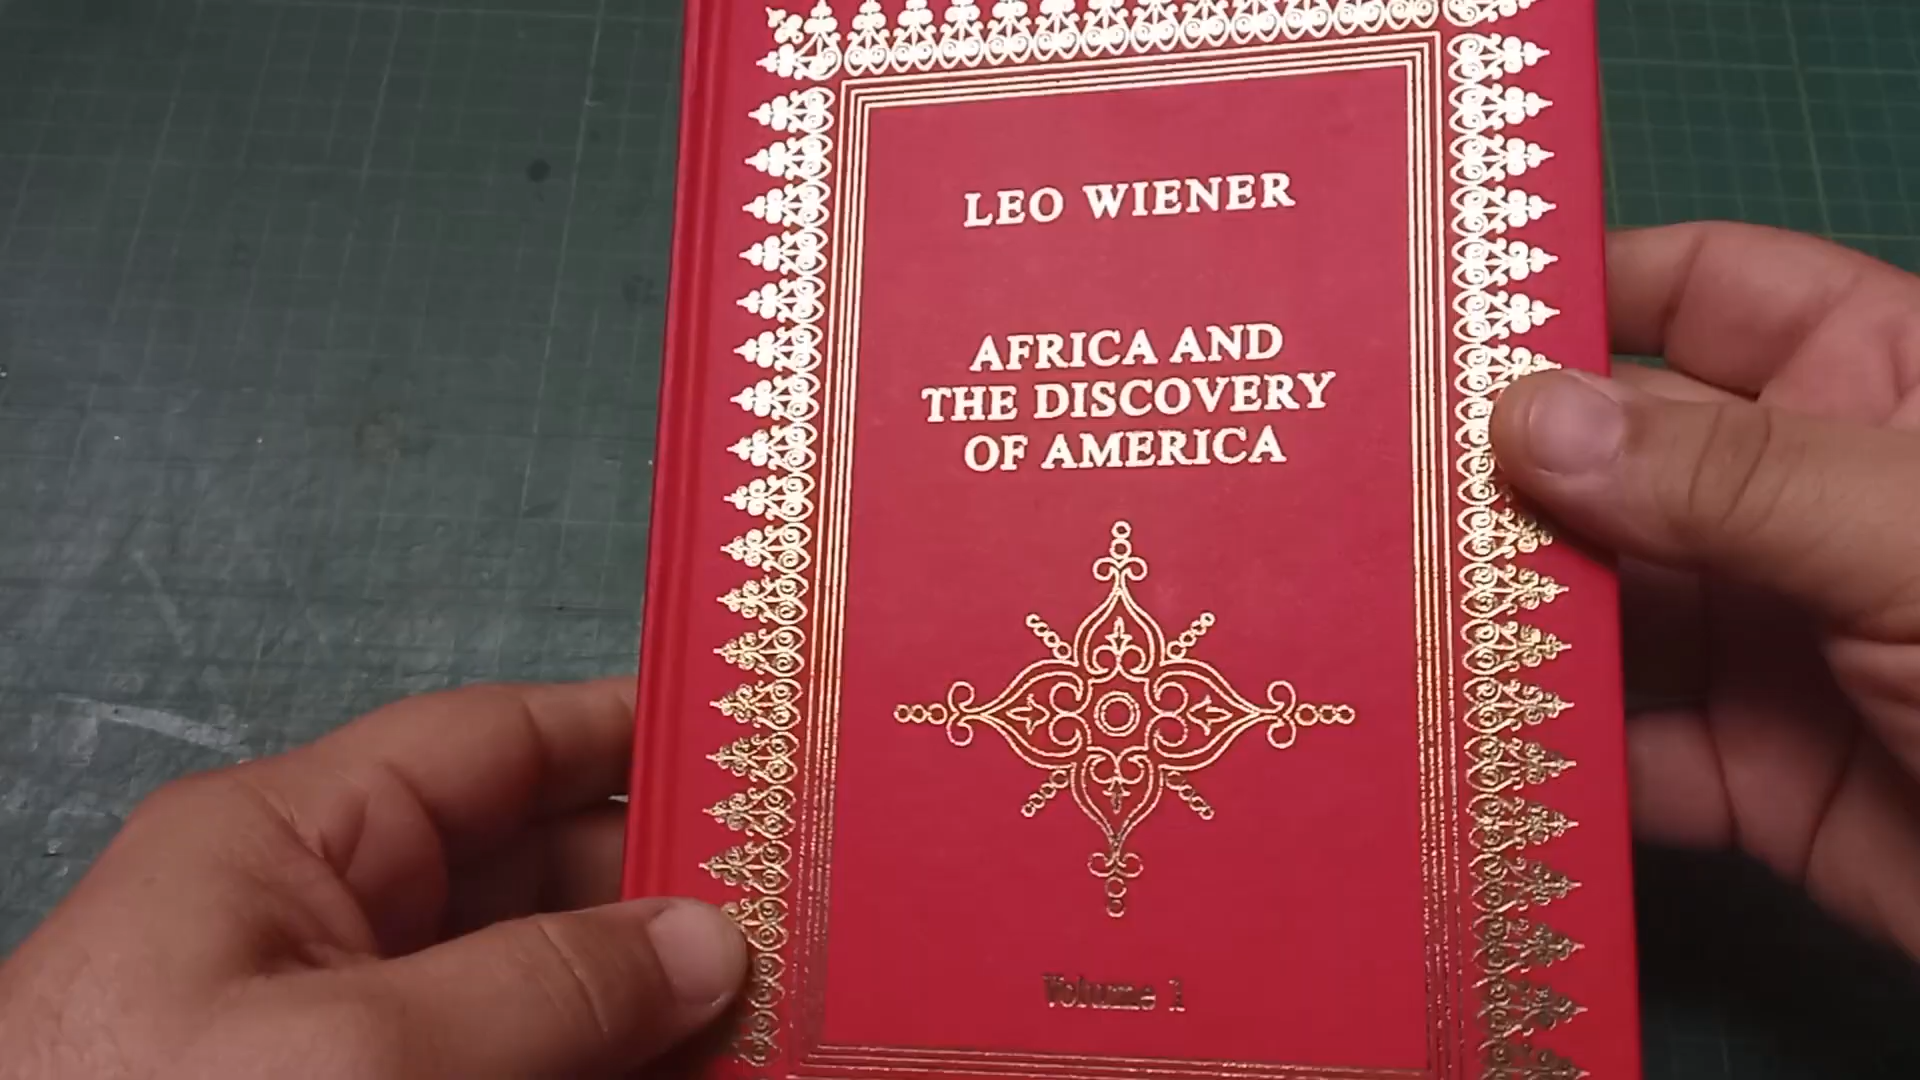 LEO WIENER
AFRICA AND
THE DISCOVERY
OF AMERICA
Volume 1